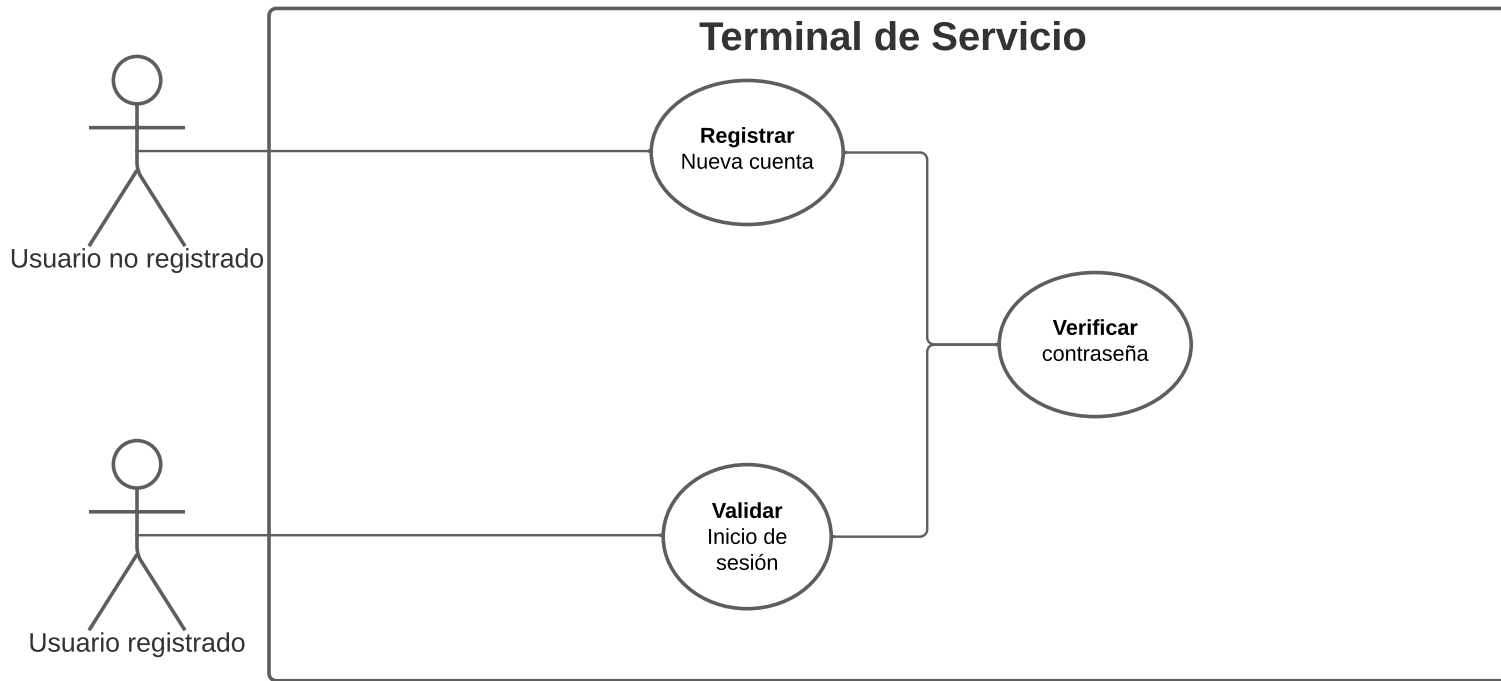 Terminal de Servicio
Registrar
Nueva cuenta
Usuario no registrado
Verificar
contraseña
Validar
Inicio de
sesión
Usuario registrado